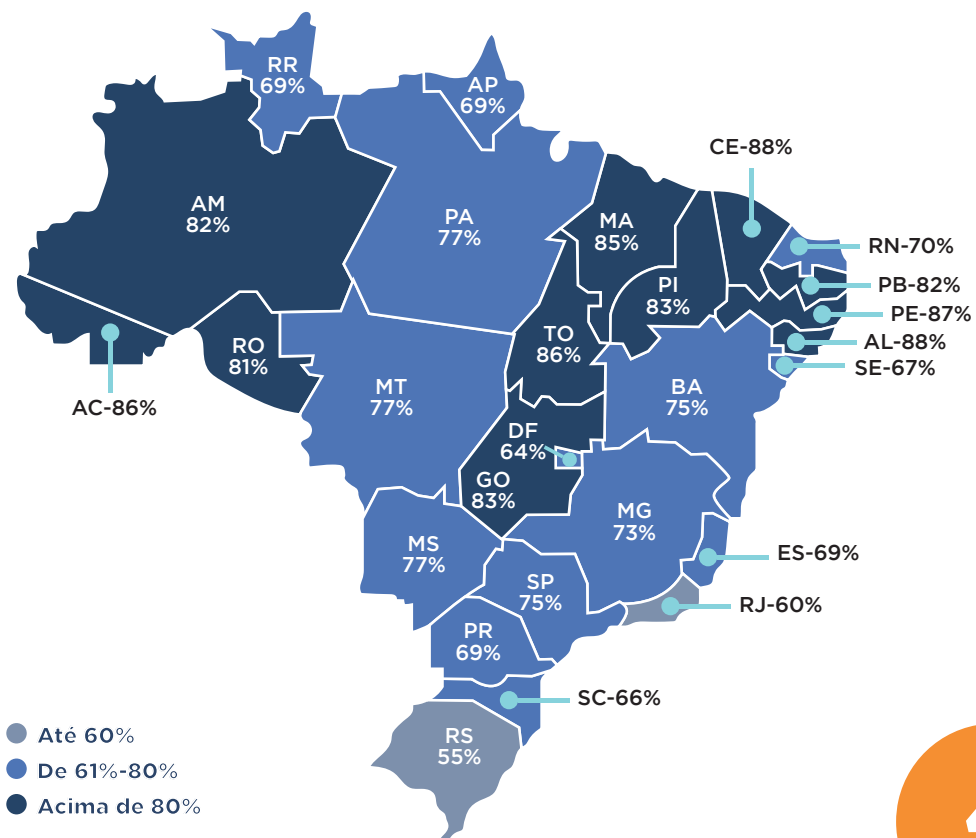 RR
69%
AP
69%
CE-88%
AM
82%
PA
77%
MA
85%
RN-70%
PI
83%
PB-82%
PE-87%
TO
86%
AL-88%
RO
81%
SE-67%
MT
77%
BA
75%
AC-86%
DF
64%
GO
83%
MG
73%
MS
77%
ES-69%
SP
75%
RJ-60%
PR
69%
SC-66%
RS
55%
Até 60%
De 61%-80%
Acima de 80%